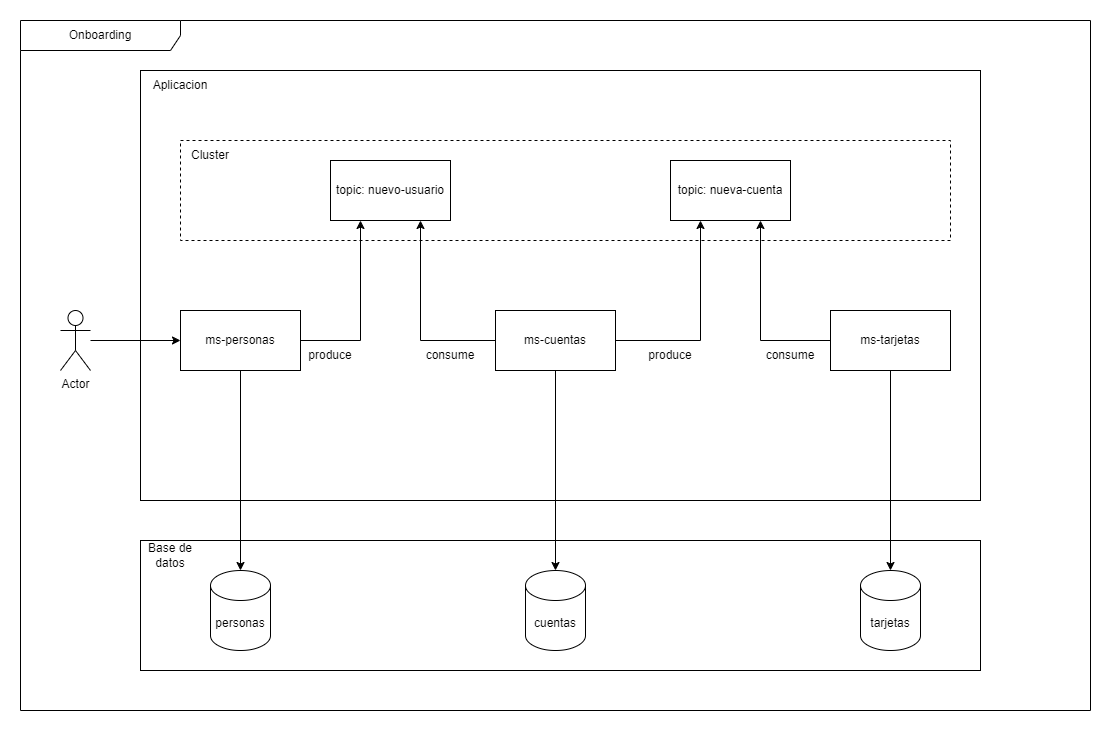 Onboarding
Aplicacion
Cluster
topic: nuevo-usuario
topic: nueva-cuenta
ms-personas
ms-cuentas
ms-tarjetas
produce
consume
produce
consume
Actor
Base de
datos
personas
cuentas
tarjetas